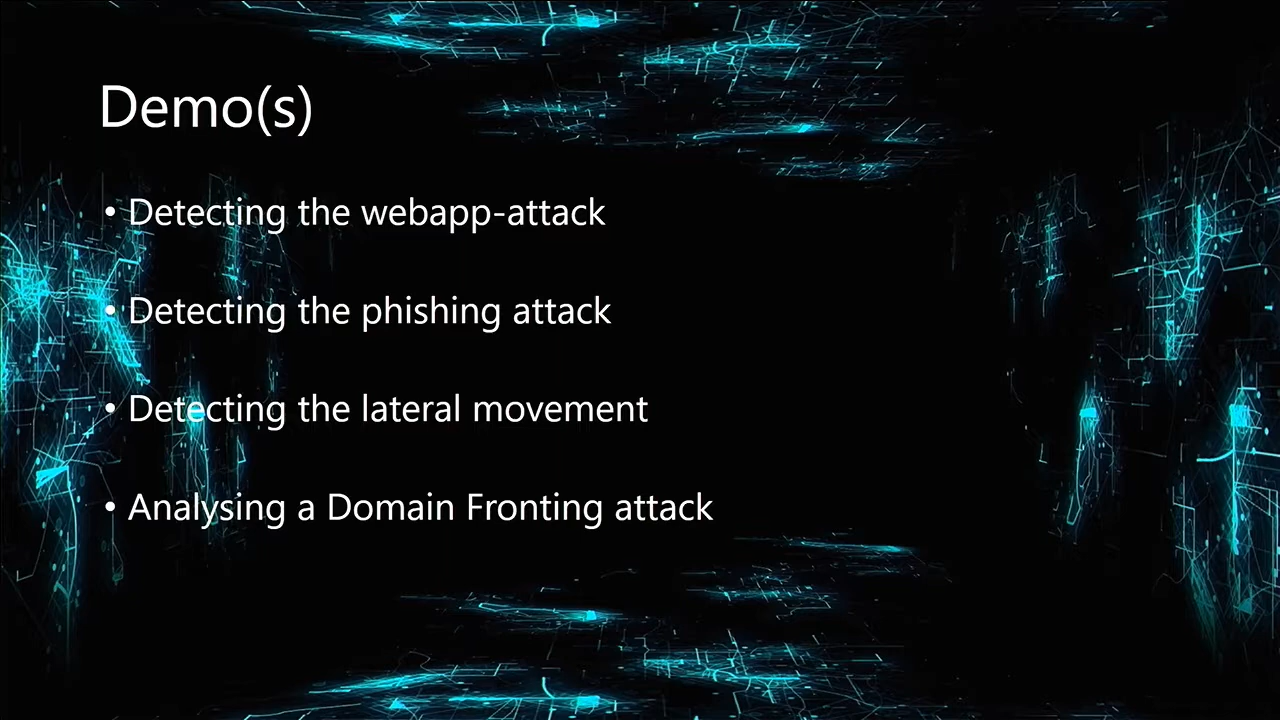 Demo(s)
• Detecting the webapp-attack
• Detecting the phishing attack
• Detecting the lateral movement
• Analysing a Domain Fronting attack